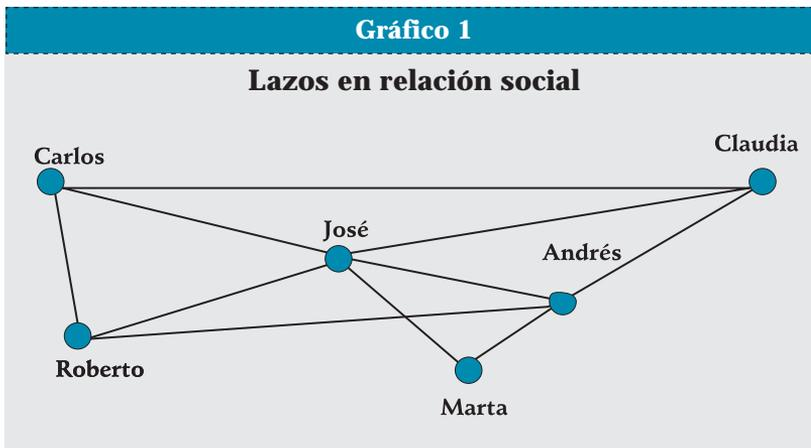 Gráfico 1
Lazos en relación social
Claudia
Carlos
José
Andrés
Roberto
Marta